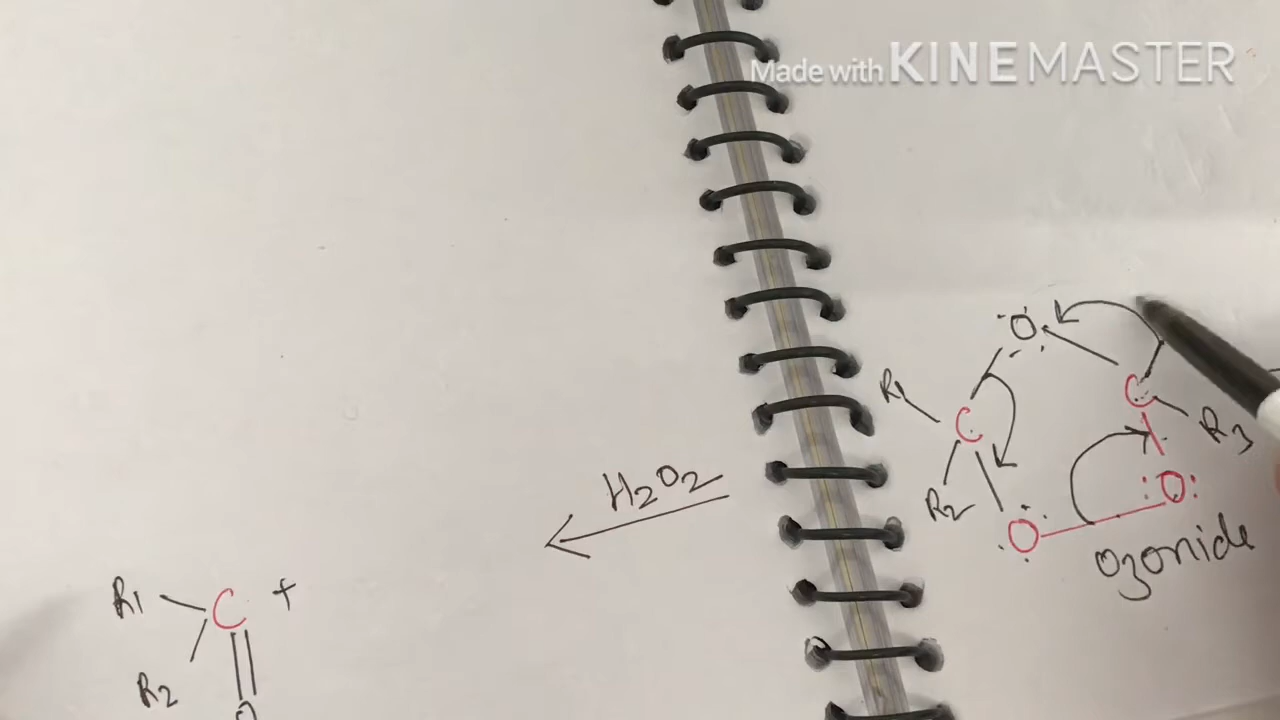 Made with KINEMASTER
O
R1
C
C
R3
R2
H2O2
O
O
Ozonide
R1
C
+
R2
O